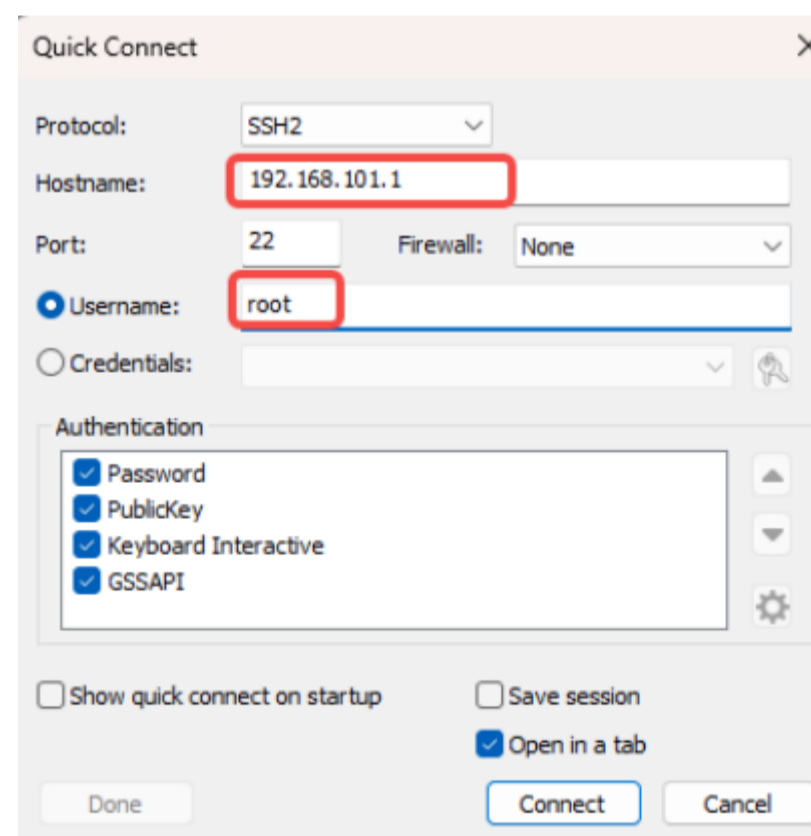 Quick Connect
Protocol: SSH2
Hostname: 192.168.101.1
Port: 22 Firewall: None
Username: root
Credentials:
Authentication
Password
PublicKey
Keyboard Interactive
GSSAPI
Show quick connect on startup Save session
Open in a tab
Done Connect Cancel